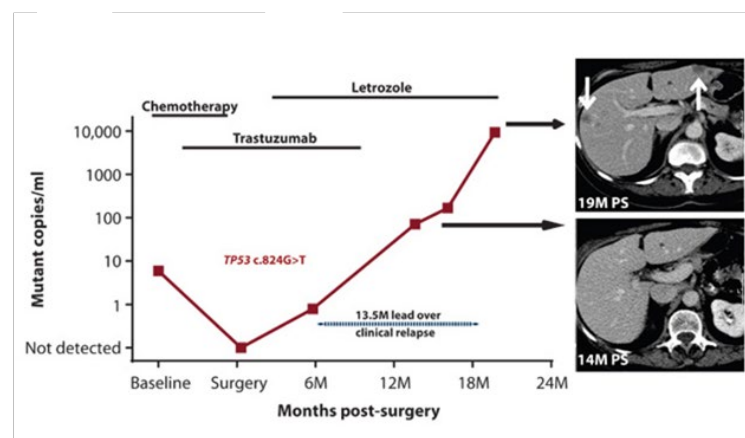 Letrozole
Chemotherapy
Trastuzumab
10,000
1000
100
10
1
Not detected
Mutant copies/ml
TP53 c.824G>T
13.5M lead over
clinical relapse
Baseline
Surgery
6M
12M
18M
24M
Months post-surgery
19M PS
14M PS